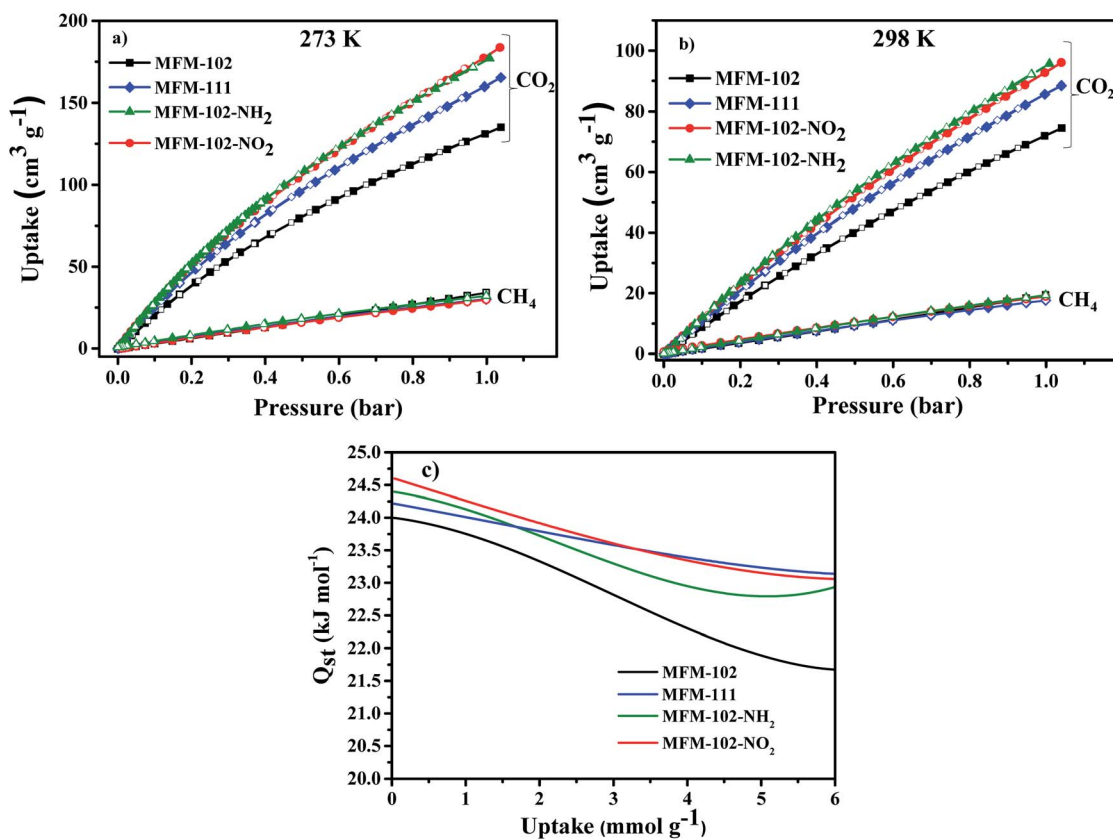 a)
273 K
MFM-102
MFM-111
MFM-102-NH₂
MFM-102-NO₂
CO₂
CH₄
200
150
100
50
0
Uptake (cm³ g⁻¹)
0.0 0.2 0.4 0.6 0.8 1.0
Pressure (bar)
b)
298 K
MFM-102
MFM-111
MFM-102-NO₂
MFM-102-NH₂
CO₂
CH₄
100
80
60
40
20
0
Uptake (cm³ g⁻¹)
0.0 0.2 0.4 0.6 0.8 1.0
Pressure (bar)
c)
25.0
24.5
24.0
23.5
23.0
22.5
22.0
21.5
21.0
20.5
20.0
Qst (kJ mol⁻¹)
MFM-102
MFM-111
MFM-102-NH₂
MFM-102-NO₂
0 1 2 3 4 5 6
Uptake (mmol g⁻¹)